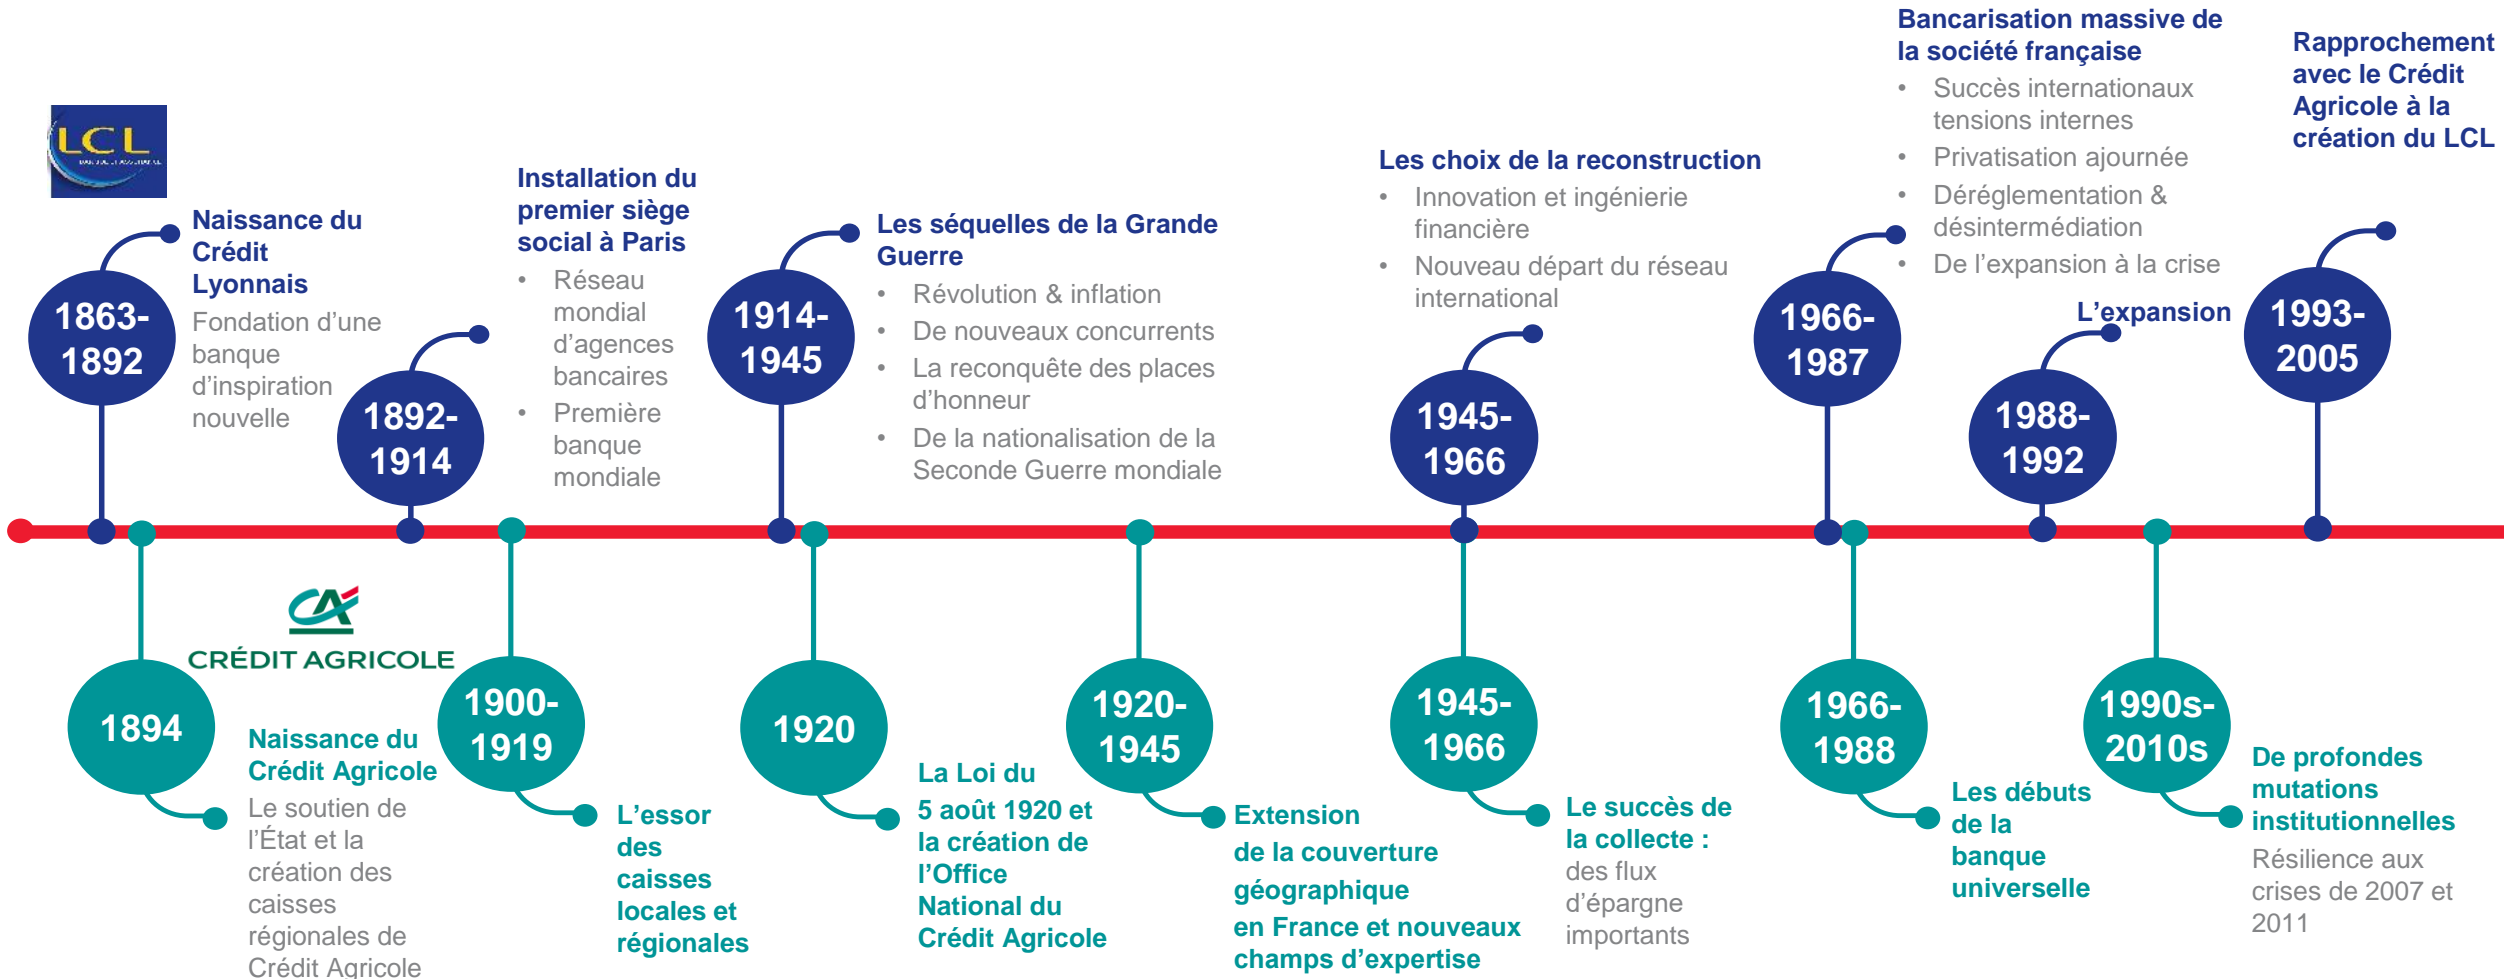 LCL
Naissance du
Crédit
Lyonnais
Fondation d’une
banque
d’inspiration
nouvelle
1863-
1892
Installation du
premier siège
social à Paris
• Réseau
mondial
d’agences
bancaires
• Première
banque
mondiale
1892-
1914
Les séquelles de la Grande
Guerre
• Révolution & inflation
• De nouveaux concurrents
• La reconquête des places
d’honneur
• De la nationalisation de la
Seconde Guerre mondiale
1914-
1945
Les choix de la reconstruction
• Innovation et ingénierie
financière
• Nouveau départ du réseau
international
1945-
1966
Bancarisation massive de
la société française
• Succès internationaux
tensions internes
• Privatisation ajournée
• Déréglementation &
désintermédiation
• De l’expansion à la crise
1966-
1987
L’expansion
1988-
1992
Rapprochement
avec le Crédit
Agricole à la
création du LCL
1993-
2005
CRÉDIT AGRICOLE
1894
Naissance du
Crédit Agricole
Le soutien de
l’État et la
création des
caisses
régionales de
Crédit Agricole
1900-
1919
L’essor
des
caisses
locales et
régionales
1920
La Loi du
5 août 1920 et
la création de
l’Office
National du
Crédit Agricole
1920-
1945
Extension
de la couverture
géographique
en France et nouveaux
champs d’expertise
1945-
1966
Le succès de
la collecte :
des flux
d’épargne
importants
1966-
1988
Les débuts
de la
banque
universelle
1990s-
2010s
De profondes
mutations
institutionnelles
Résilience aux
crises de 2007 et
2011